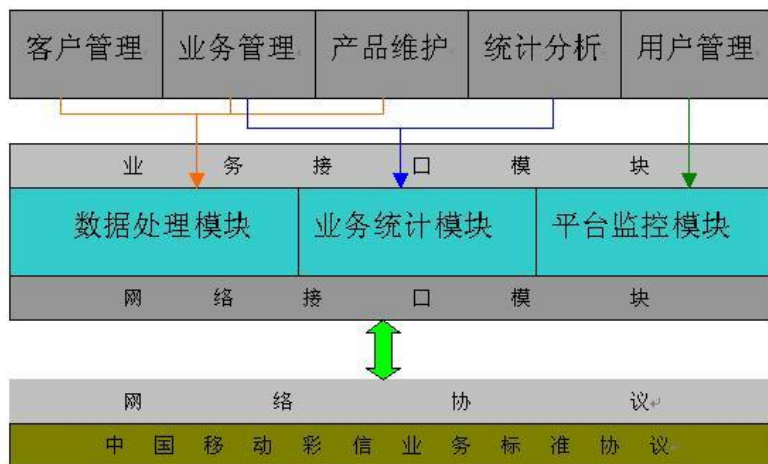 客户管理 业务管理 产品维护 统计分析 用户管理
业务接口模块
数据处理模块 业务统计模块 平台监控模块
网络接口模块
网络协议
中国移动彩信业务标准协议